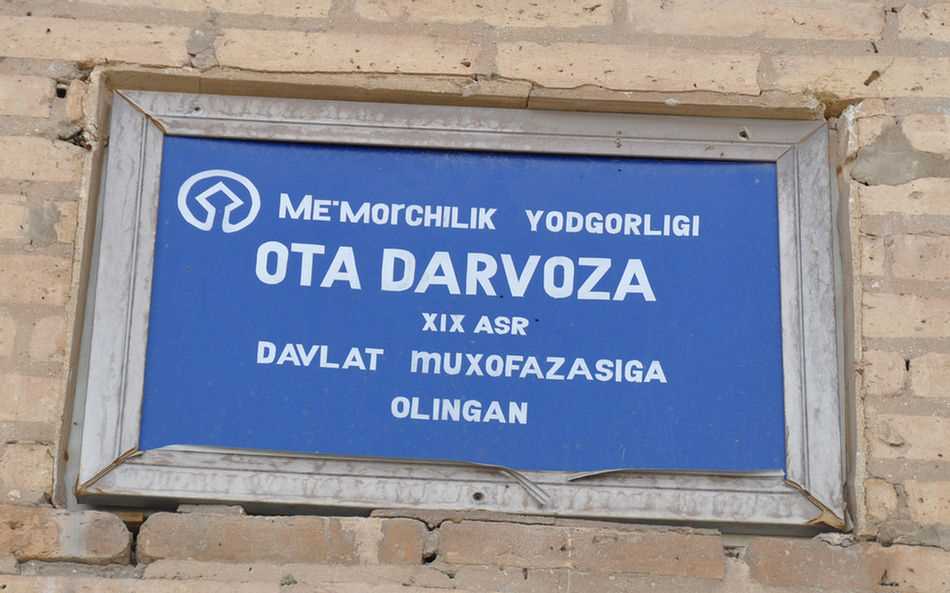 ME'MORCHILIK YODGORLIGI
OTA DARVOZA
XIX ASR
DAVLAT MUXOFAZASIGA
OLINGAN